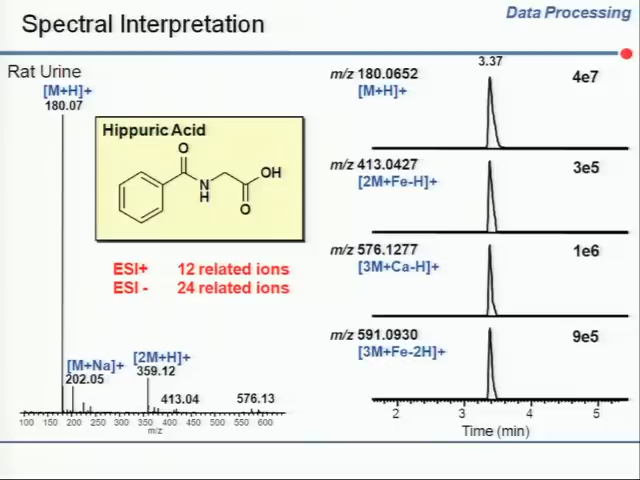 Data Processing
Spectral Interpretation
Rat Urine
[M+H]+
180.07
Hippuric Acid
O
OH
N
H
O
ESI+ 12 related ions
ESI - 24 related ions
[M+Na]+
202.05
[2M+H]+
359.12
413.04
576.13
100 150 200 250 300 350 400 450 500 550 600
m/z
3.37
m/z 180.0652
[M+H]+
4e7
m/z 413.0427
[2M+Fe-H]+
3e5
m/z 576.1277
[3M+Ca-H]+
1e6
m/z 591.0930
[3M+Fe-2H]+
9e5
2 3 4 5
Time (min)